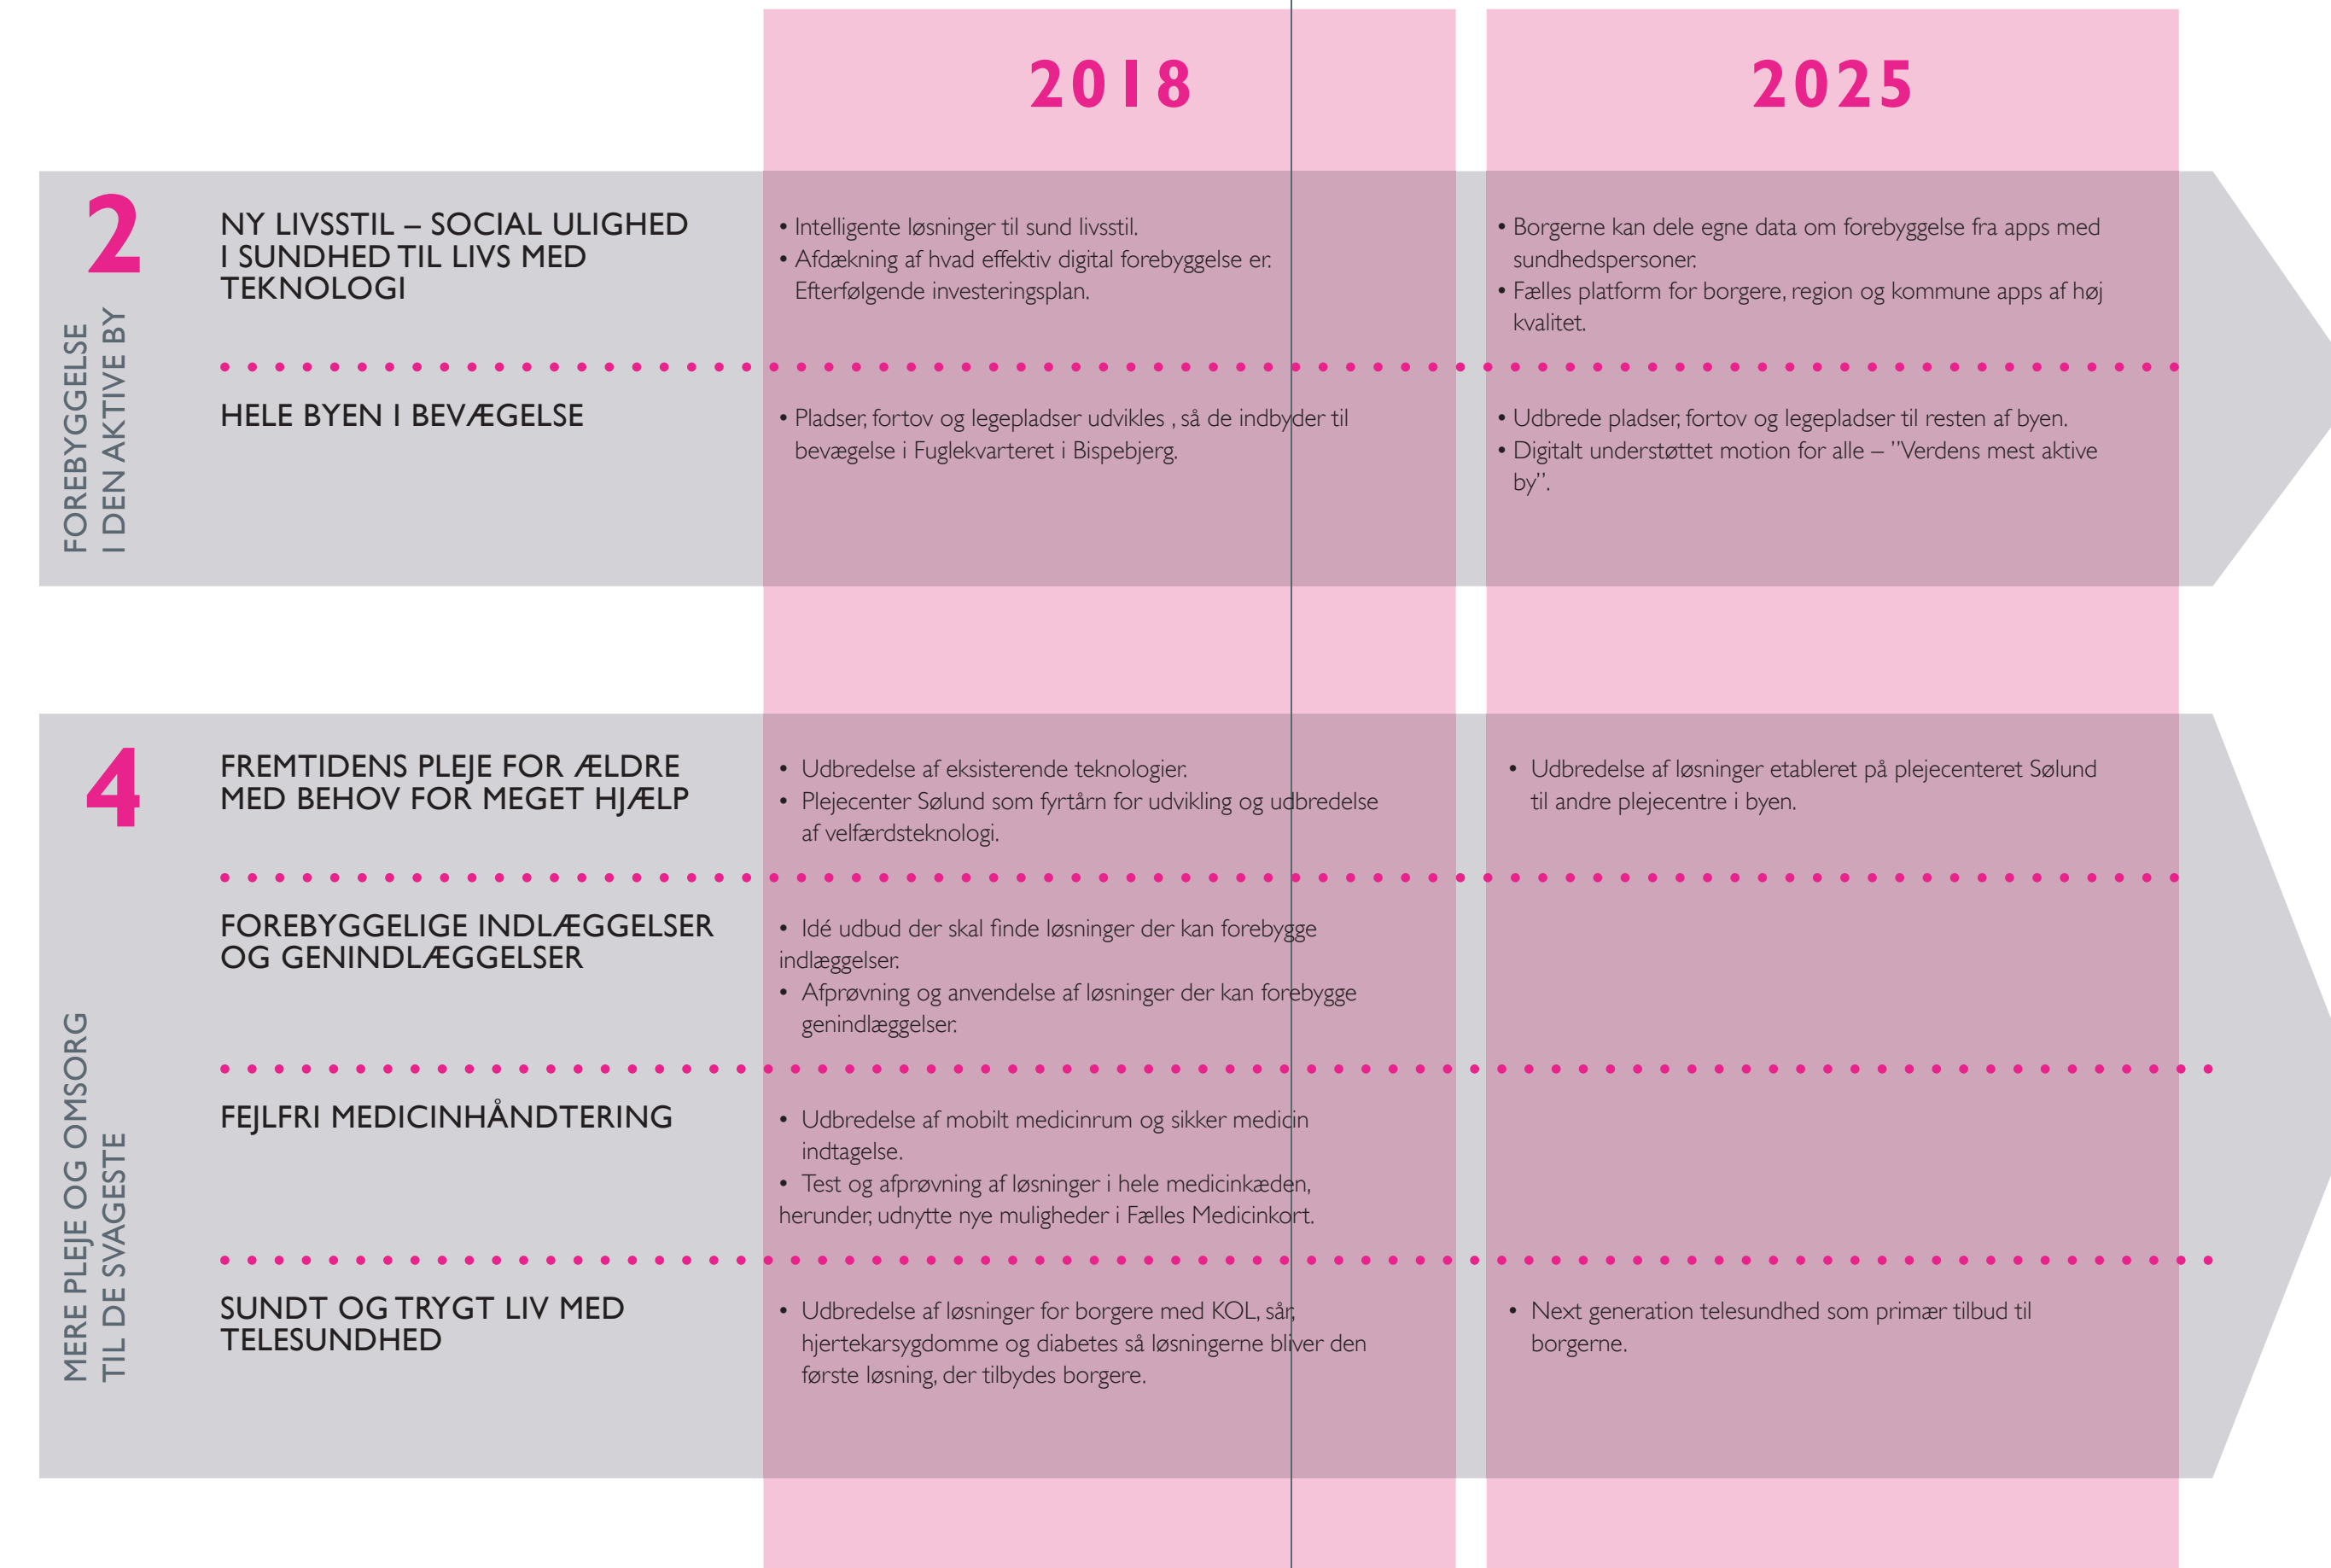 2018
2025
2
FOREBYGGELSE
I DEN AKTIVE BY
NY LIVSSTIL – SOCIAL ULIGHED
I SUNDHED TIL LIVS MED
TEKNOLOGI
• Intelligente løsninger til sund livsstil.
• Afdækning af hvad effektiv digital forebyggelse er.
Efterfølgende investeringsplan.
• Borgerne kan dele egne data om forebyggelse fra apps med
sundhedspersoner.
• Fælles platform for borgere, region og kommune apps af høj
kvalitet.
HELE BYEN I BEVÆGELSE
• Pladser, fortov og legepladser udvikles , så de indbyder til
bevægelse i Fuglekvarteret i Bispebjerg.
• Udbrede pladser, fortov og legepladser til resten af byen.
• Digitalt understøttet motion for alle – ”Verdens mest aktive
by”.
4
MERE PLEJE OG OMSORG
TIL DE SVAGESTE
FREMTIDENS PLEJE FOR ÆLDRE
MED BEHOV FOR MEGET HJÆLP
• Udbredelse af eksisterende teknologier.
• Plejecenter Sølund som fyrtårn for udvikling og udbredelse
af velfærdsteknologi.
• Udbredelse af løsninger etableret på plejecenteret Sølund
til andre plejecentre i byen.
FOREBYGGELIGE INDLÆGGELSER
OG GENINDLÆGGELSER
• Idé udbud der skal finde løsninger der kan forebygge
indlæggelser.
• Afprøvning og anvendelse af løsninger der kan forebygge
genindlæggelser.
FEJLFRI MEDICINHÅNDTERING
• Udbredelse af mobilt medicinrum og sikker medicin
indtagelse.
• Test og afprøvning af løsninger i hele medicinkæden,
herunder, udnytte nye muligheder i Fælles Medicinkort.
SUNDT OG TRYGT LIV MED
TELESUNDHED
• Udbredelse af løsninger for borgere med KOL, sår,
hjertekarsygdomme og diabetes så løsningerne bliver den
første løsning, der tilbydes borgere.
• Next generation telesundhed som primær tilbud til
borgerne.